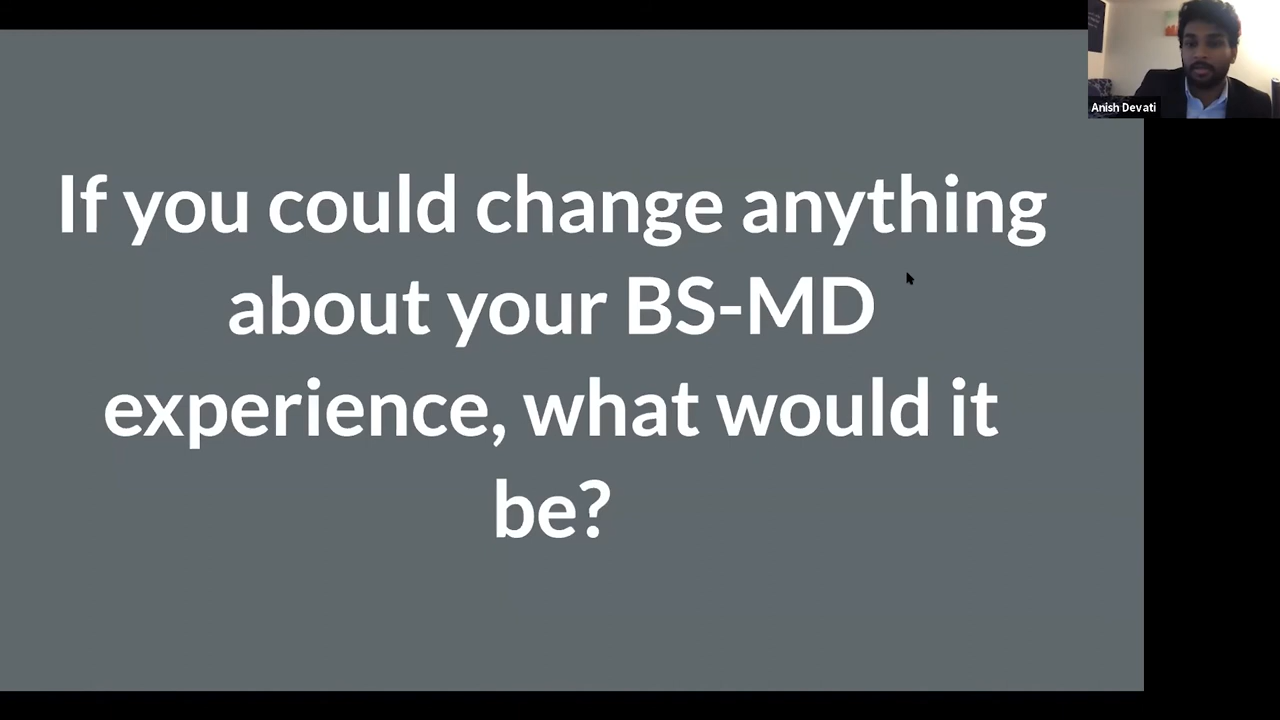 Anish Devati
If you could change anything
about your BS-MD
experience, what would it
be?